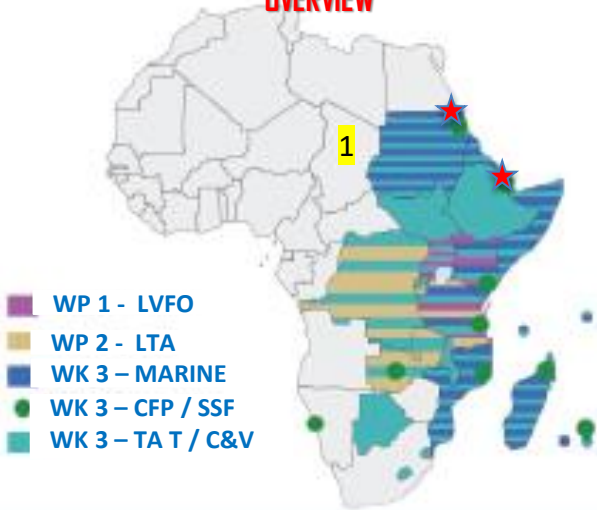 OVERVIEW
1
WP 1 - LVFO
WP 2 - LTA
WK 3 – MARINE
WK 3 – CFP / SSF
WK 3 – TA T / C&V